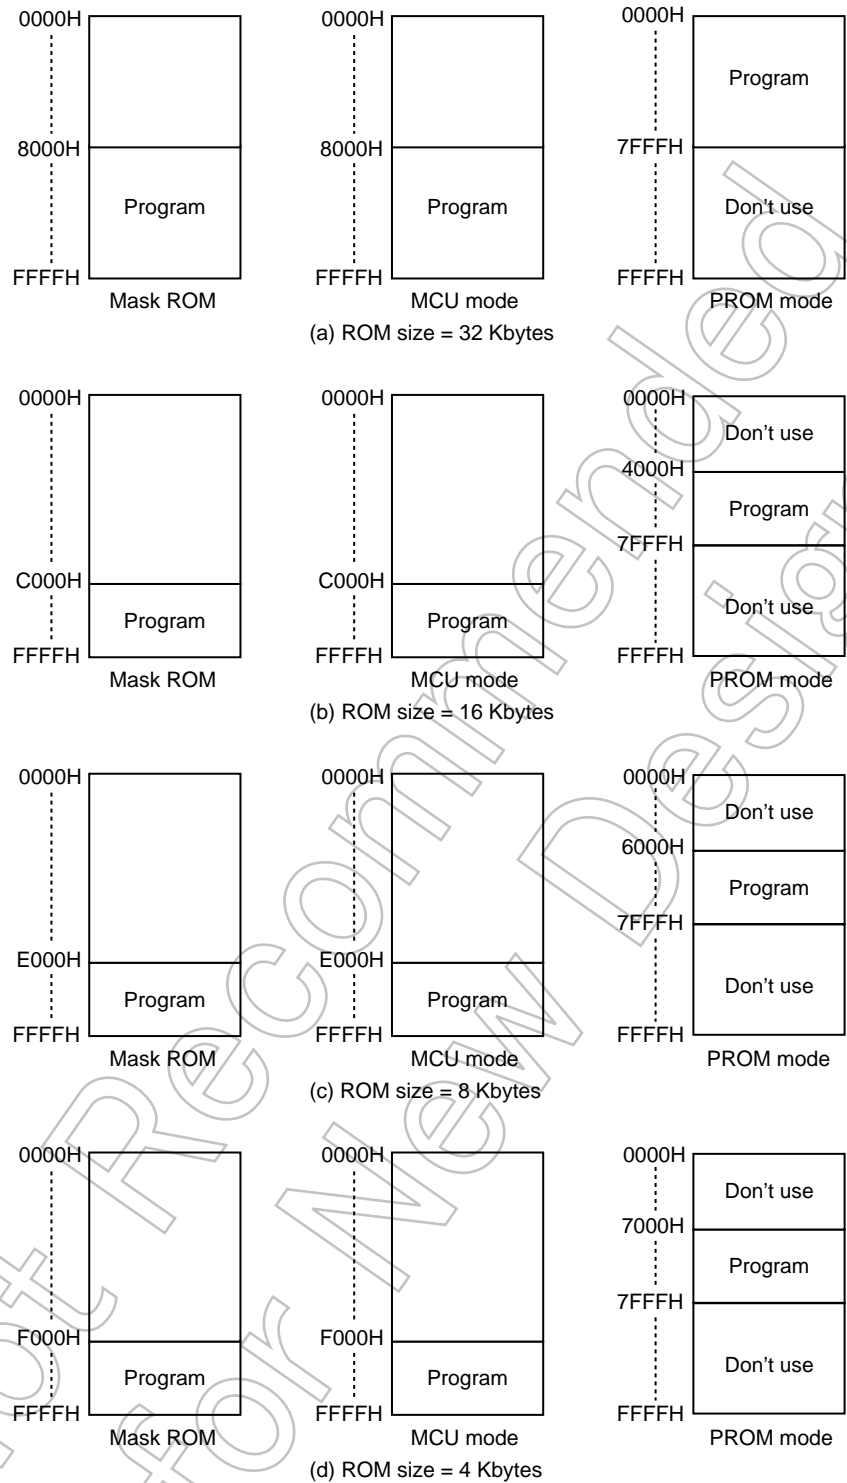 0000H 0000H 0000H
Program
8000H 8000H 7FFFH
Program Program Don't use
FFFFH FFFFH FFFFH
Mask ROM MCU mode PROM mode
(a) ROM size = 32 Kbytes
0000H 0000H 0000H
Don't use
4000H
Program
7FFFH
C000H C000H
Program Program Don't use
FFFFH FFFFH FFFFH
Mask ROM MCU mode PROM mode
(b) ROM size = 16 Kbytes
0000H 0000H 0000H
Don't use
6000H
Program
7FFFH
E000H E000H
Program Program Don't use
FFFFH FFFFH FFFFH
Mask ROM MCU mode PROM mode
(c) ROM size = 8 Kbytes
0000H 0000H 0000H
Don't use
7000H
Program
7FFFH
F000H F000H
Program Program Don't use
FFFFH FFFFH FFFFH
Mask ROM MCU mode PROM mode
(d) ROM size = 4 Kbytes
Not Recommended
for New Design